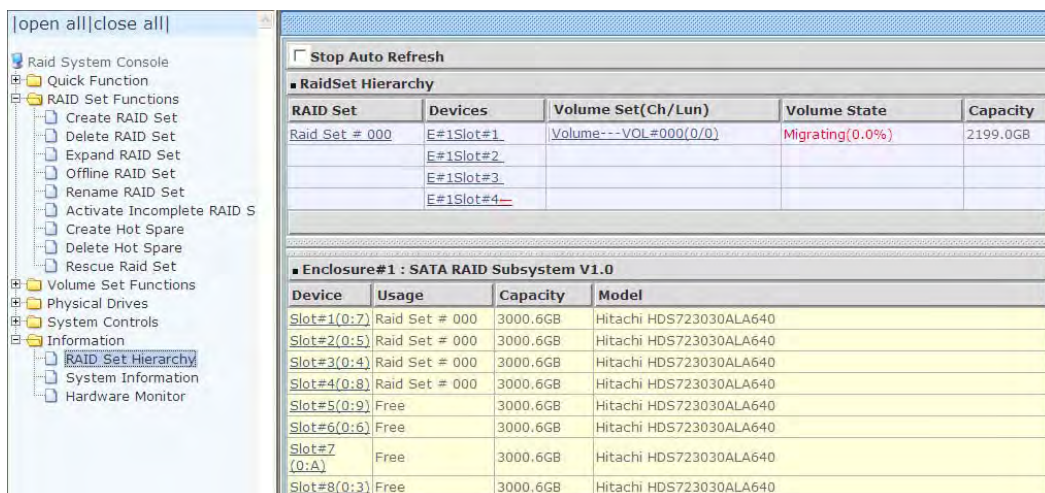 |open all|close all|
Raid System Console
Quick Function
RAID Set Functions
Create RAID Set
Delete RAID Set
Expand RAID Set
Offline RAID Set
Rename RAID Set
Activate Incomplete RAID S
Create Hot Spare
Delete Hot Spare
Rescue Raid Set
Volume Set Functions
Physical Drives
System Controls
Information
RAID Set Hierarchy
System Information
Hardware Monitor
Stop Auto Refresh
RaidSet Hierarchy
RAID Set Devices Volume Set(Ch/Lun) Volume State Capacity
Raid Set # 000 E#1Slot#1 Volume---VOL#000(0/0) Migrating(0.0%) 2199.0GB
E#1Slot#2
E#1Slot#3
E#1Slot#4
Enclosure#1 : SATA RAID Subsystem V1.0
Device Usage Capacity Model
Slot#1(0:7) Raid Set # 000 3000.6GB Hitachi HDS723030ALA640
Slot#2(0:5) Raid Set # 000 3000.6GB Hitachi HDS723030ALA640
Slot#3(0:4) Raid Set # 000 3000.6GB Hitachi HDS723030ALA640
Slot#4(0:8) Raid Set # 000 3000.6GB Hitachi HDS723030ALA640
Slot#5(0:9) Free 3000.6GB Hitachi HDS723030ALA640
Slot#6(0:6) Free 3000.6GB Hitachi HDS723030ALA640
Slot#7 (0:A) Free 3000.6GB Hitachi HDS723030ALA640
Slot#8(0:3) Free 3000.6GB Hitachi HDS723030ALA640